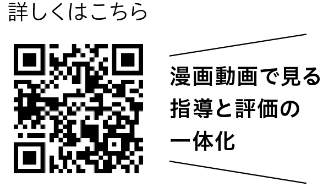 詳しくはこちら
漫画動画で見る
指導と評価の
一体化